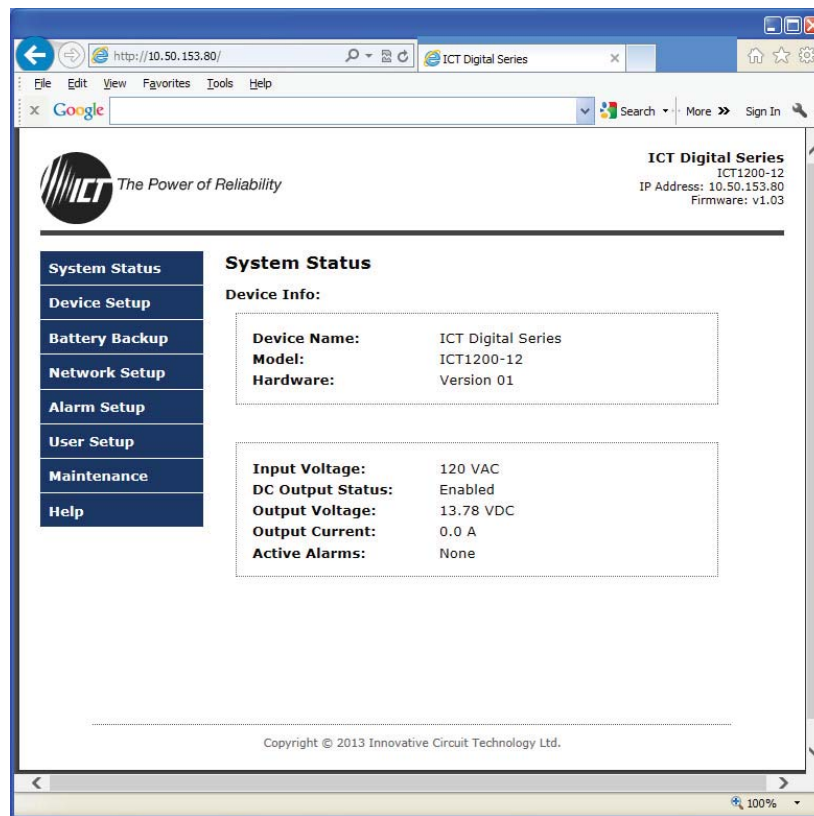 http://10.50.153.80/
ICT Digital Series
File Edit View Favorites Tools Help
x Google
Search More » Sign In
ICT The Power of Reliability
ICT Digital Series
ICT1200-12
IP Address: 10.50.153.80
Firmware: v1.03
System Status
Device Setup
Battery Backup
Network Setup
Alarm Setup
User Setup
Maintenance
Help
System Status
Device Info:
Device Name: ICT Digital Series
Model: ICT1200-12
Hardware: Version 01
Input Voltage: 120 VAC
DC Output Status: Enabled
Output Voltage: 13.78 VDC
Output Current: 0.0 A
Active Alarms: None
Copyright © 2013 Innovative Circuit Technology Ltd.
100%